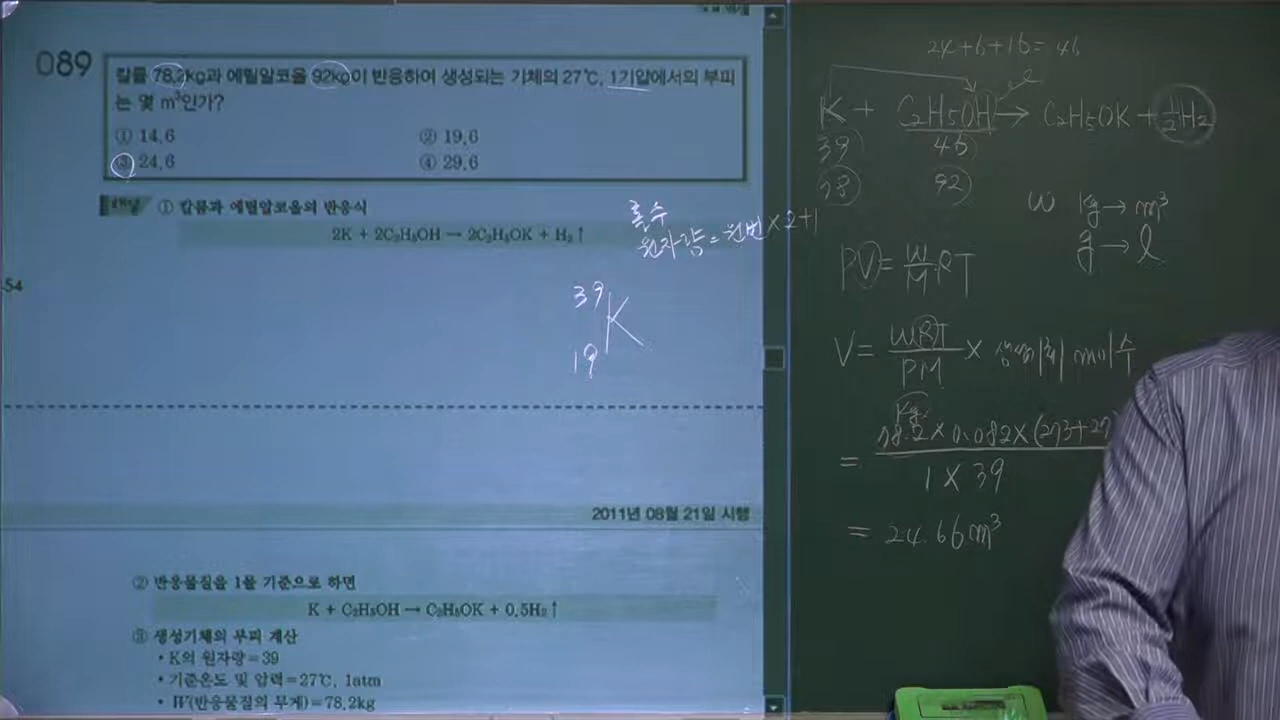 089
칼륨 78.2kg과 에틸알코올 92kg이 반응하여 생성되는 기체의 27℃, 1기압에서의 부피
는 몇 m³인가?
① 14.6
② 19.6
③ 24.6
④ 29.6
해설 ① 칼륨과 에틸알코올의 반응식
2K + 2C₂H₅OH → 2C₂H₅OK + H₂↑
홀수
원자량=원번×2+1
39
K
19
-54
2011년 08월 21일 시행
② 반응물질을 1몰 기준으로 하면
K + C₂H₅OH → C₂H₅OK + 0.5H₂↑
③ 생성기체의 부피 계산
• K의 원자량=39
• 기준온도 및 압력=27℃, 1atm
• W(반응물질의 무게)=78.2kg
24+6+16=46
K + C2H5OH → C2H5OK + ½H2
39 46
78 92
W kg → m³
g → l
PV = W/M RT
V = WRT/PM × 생성기체 mol수
kg
= 78.2×0.082×(273+27)
1×39
= 24.66m³